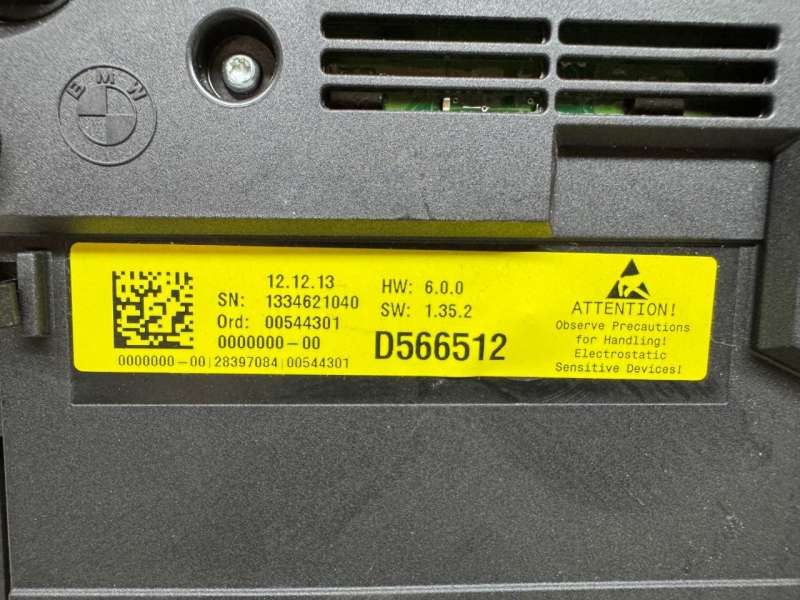 BMW
12.12.13
SN: 1334621040
Ord: 00544301
0000000-00
0000000-00|28397084|00544301
HW: 6.0.0
SW: 1.35.2
D566512
ATTENTION!
Observe Precautions
for Handling!
Electrostatic
Sensitive Devices!